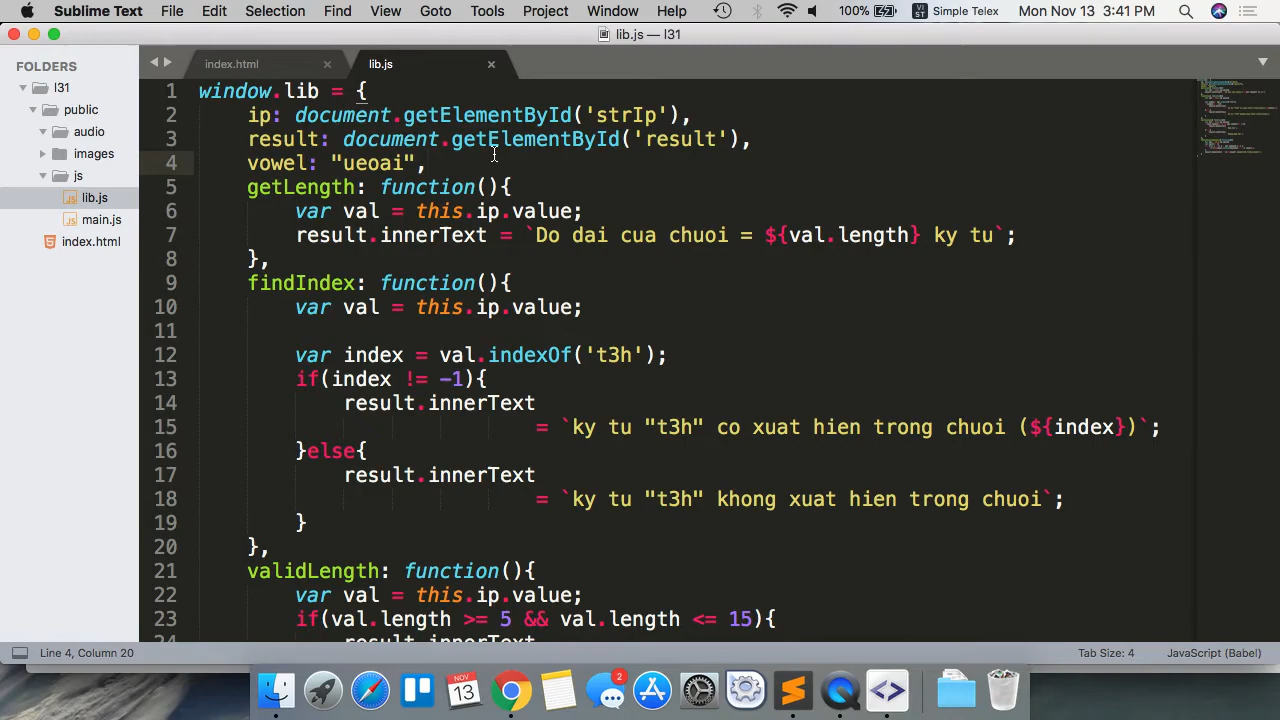 Sublime Text File Edit Selection Find View Goto Tools Project Window Help 100% VI ST Simple Telex Mon Nov 13 3:41 PM
lib.js — l31
FOLDERS
l31
public
audio
images
js
lib.js
main.js
index.html
index.html × lib.js ×
1 window.lib = {
2 ip: document.getElementById('strIp'),
3 result: document.getElementById('result'),
4 vowel: "ueoai",
5 getLength: function(){
6 var val = this.ip.value;
7 result.innerText = `Do dai cua chuoi = ${val.length} ky tu`;
8 },
9 findIndex: function(){
10 var val = this.ip.value;
11
12 var index = val.indexOf('t3h');
13 if(index != -1){
14 result.innerText
15 = `ky tu "t3h" co xuat hien trong chuoi (${index})`;
16 }else{
17 result.innerText
18 = `ky tu "t3h" khong xuat hien trong chuoi`;
19 }
20 },
21 validLength: function(){
22 var val = this.ip.value;
23 if(val.length >= 5 && val.length <= 15){
24 result.innerText
Line 4, Column 20 Tab Size: 4 JavaScript (Babel)
NOV
13
2